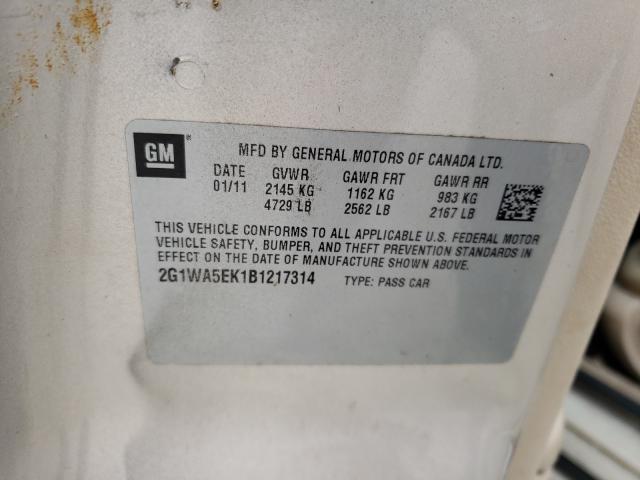 GM
®
MFD BY GENERAL MOTORS OF CANADA LTD.
DATE GVWR GAWR FRT GAWR RR
01/11 2145 KG 1162 KG 983 KG
4729 LB 2562 LB 2167 LB
THIS VEHICLE CONFORMS TO ALL APPLICABLE U.S. FEDERAL MOTOR
VEHICLE SAFETY, BUMPER, AND THEFT PREVENTION STANDARDS IN
EFFECT ON THE DATE OF MANUFACTURE SHOWN ABOVE.
2G1WA5EK1B1217314 TYPE: PASS CAR